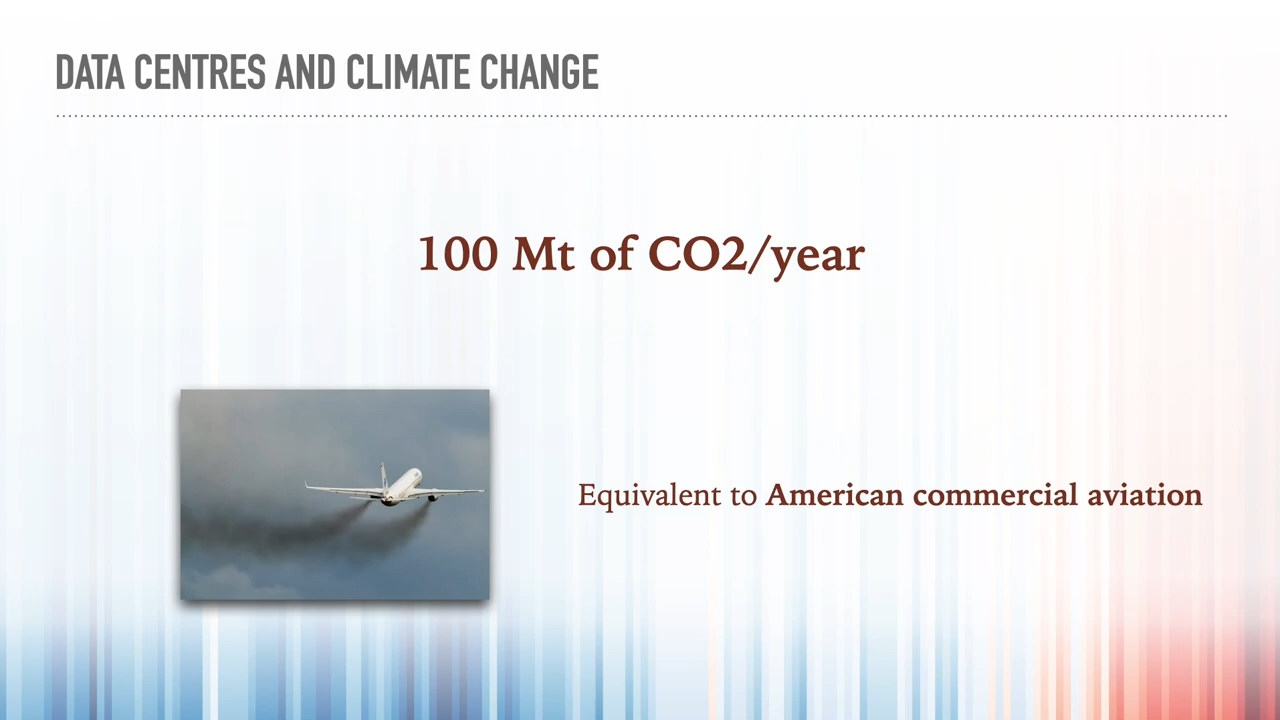 DATA CENTRES AND CLIMATE CHANGE
100 Mt of CO2/year
Equivalent to American commercial aviation